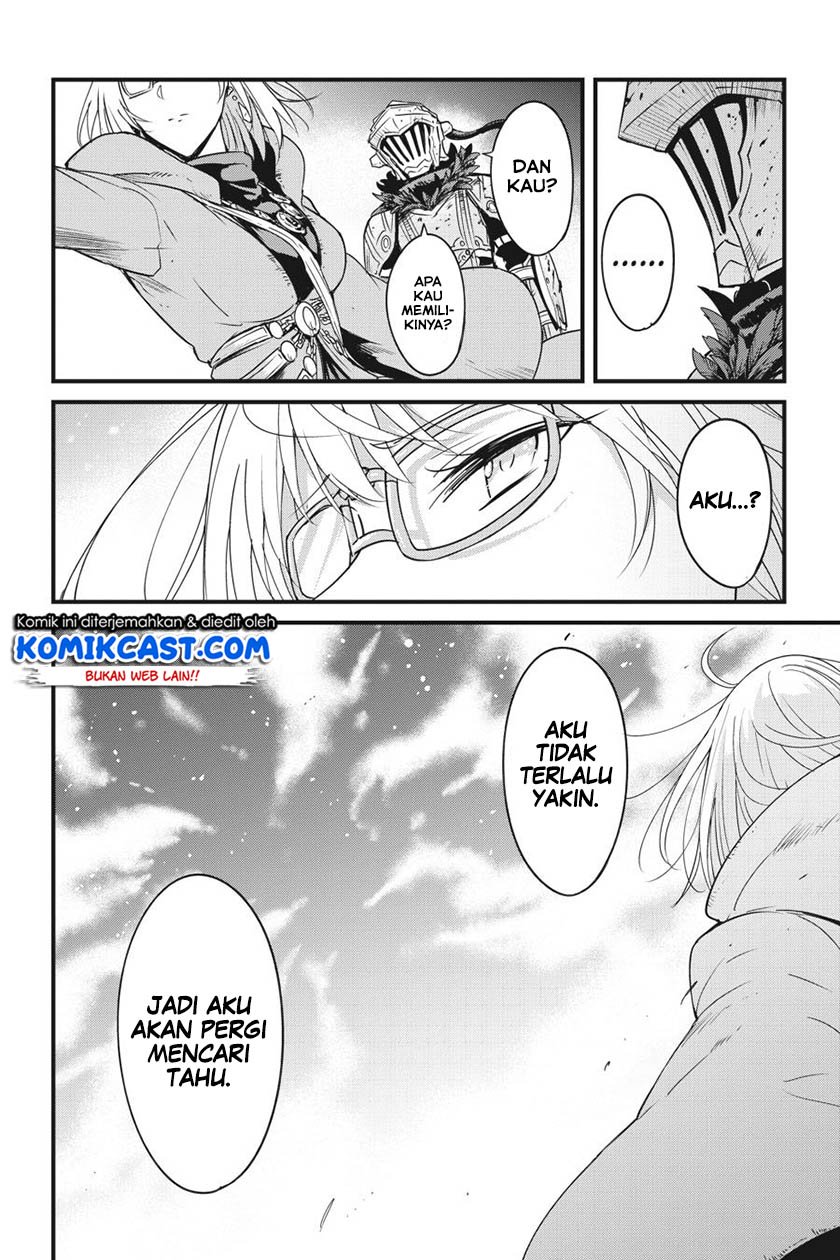 ......
DAN
KAU?
APA
KAU
MEMILI-
KINYA?
AKU...?
Komik ini diterjemahkan & diedit oleh
KOMIKCAST.COM
BUKAN WEB LAIN!!
AKU
TIDAK
TERLALU
YAKIN.
JADI AKU
AKAN PERGI
MENCARI
TAHU.